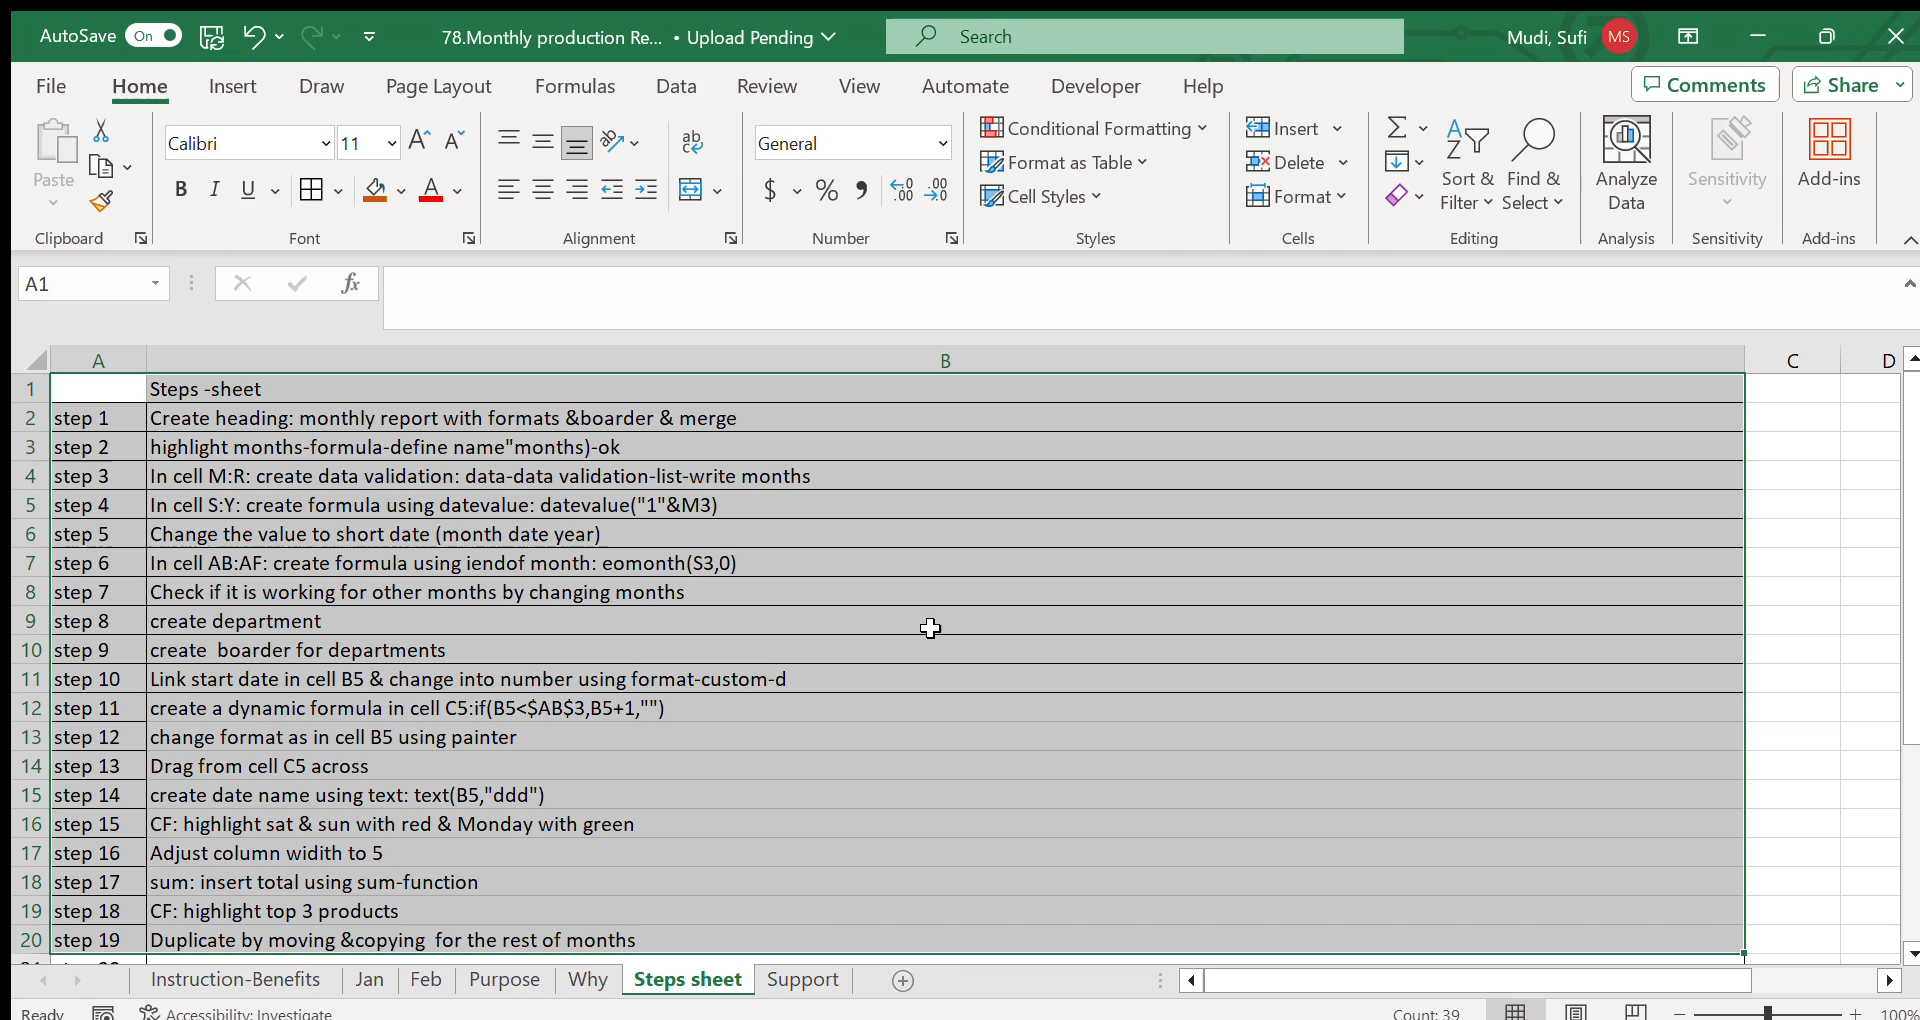 AutoSave On 78.Monthly production Re... • Upload Pending Search Mudi, Sufi MS
File Home Insert Draw Page Layout Formulas Data Review View Automate Developer Help Comments Share
Paste Calibri 11 General Conditional Formatting Insert Sort & Find & Analyze Sensitivity Add-ins
Format as Table Delete Filter Select Data
Cell Styles Format
Clipboard Font Alignment Number Styles Cells Editing Analysis Sensitivity Add-ins
A1 fx
A B C D
1 Steps -sheet
2 step 1 Create heading: monthly report with formats &boarder & merge
3 step 2 highlight months-formula-define name"months)-ok
4 step 3 In cell M:R: create data validation: data-data validation-list-write months
5 step 4 In cell S:Y: create formula using datevalue: datevalue("1"&M3)
6 step 5 Change the value to short date (month date year)
7 step 6 In cell AB:AF: create formula using iendof month: eomonth(S3,0)
8 step 7 Check if it is working for other months by changing months
9 step 8 create department
10 step 9 create  boarder for departments
11 step 10 Link start date in cell B5 & change into number using format-custom-d
12 step 11 create a dynamic formula in cell C5:if(B5<$AB$3,B5+1,"")
13 step 12 change format as in cell B5 using painter
14 step 13 Drag from cell C5 across
15 step 14 create date name using text: text(B5,"ddd")
16 step 15 CF: highlight sat & sun with red & Monday with green
17 step 16 Adjust column widith to 5
18 step 17 sum: insert total using sum-function
19 step 18 CF: highlight top 3 products
20 step 19 Duplicate by moving &copying  for the rest of months
Instruction-Benefits Jan Feb Purpose Why Steps sheet Support
Ready Accessibility: Investigate Count: 39 100%